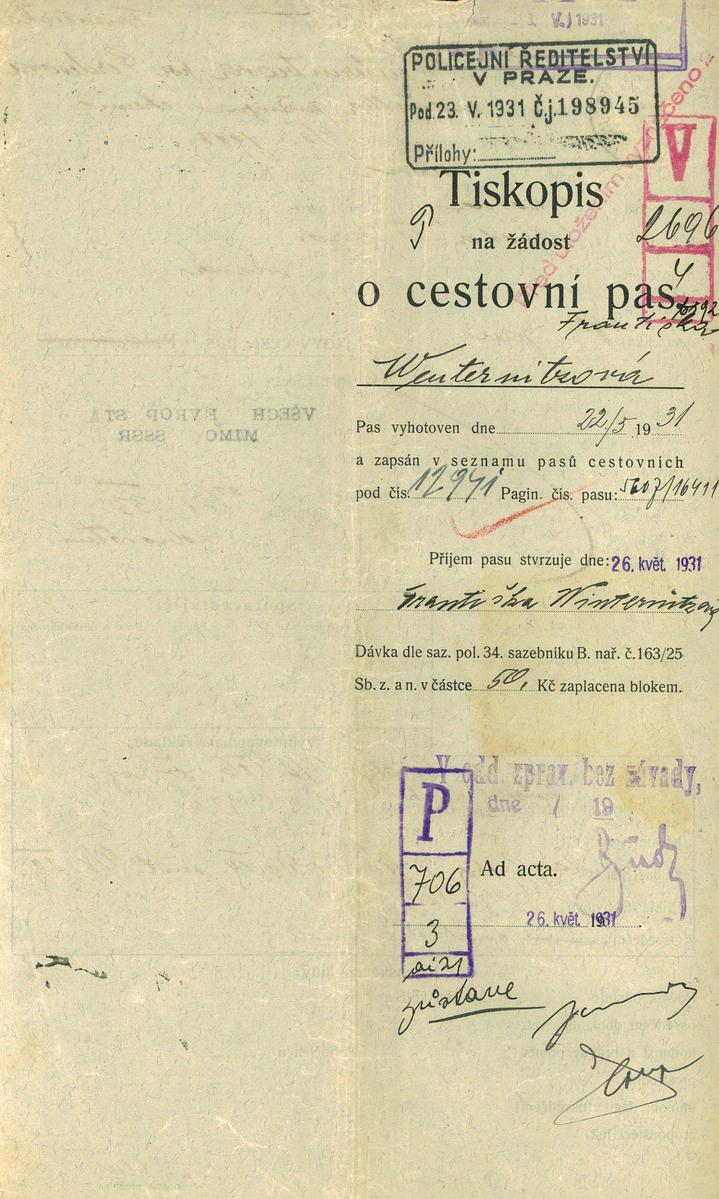 V. 1931
POLICEJNÍ ŘEDITELSTVÍ
V PRAZE.
Pod. 23. V. 1931 Č.j. 198945
Přílohy:
V
2696
4
Tiskopis
na žádost
o cestovní pas.
Františka
Wenternitzová
Pas vyhotoven dne 22/5 1931
a zapsán v seznamu pasů cestovních
pod čís. 12941 Pagin. čís. pasu: /16411
Příjem pasu stvrzuje dne: 26. květ. 1931
Františka Winternitzová
Dávka dle saz. pol. 34. sazebníku B. nař. č. 163/25
Sb. z. a n. v částce 50. Kč zaplacena blokem.
VŠECH EVROP STÁ
MIMO SSSR
V odd. zprav. bez závady,
dne / 19
P
706
3
Ad acta.
26. květ. 1931
zůstane